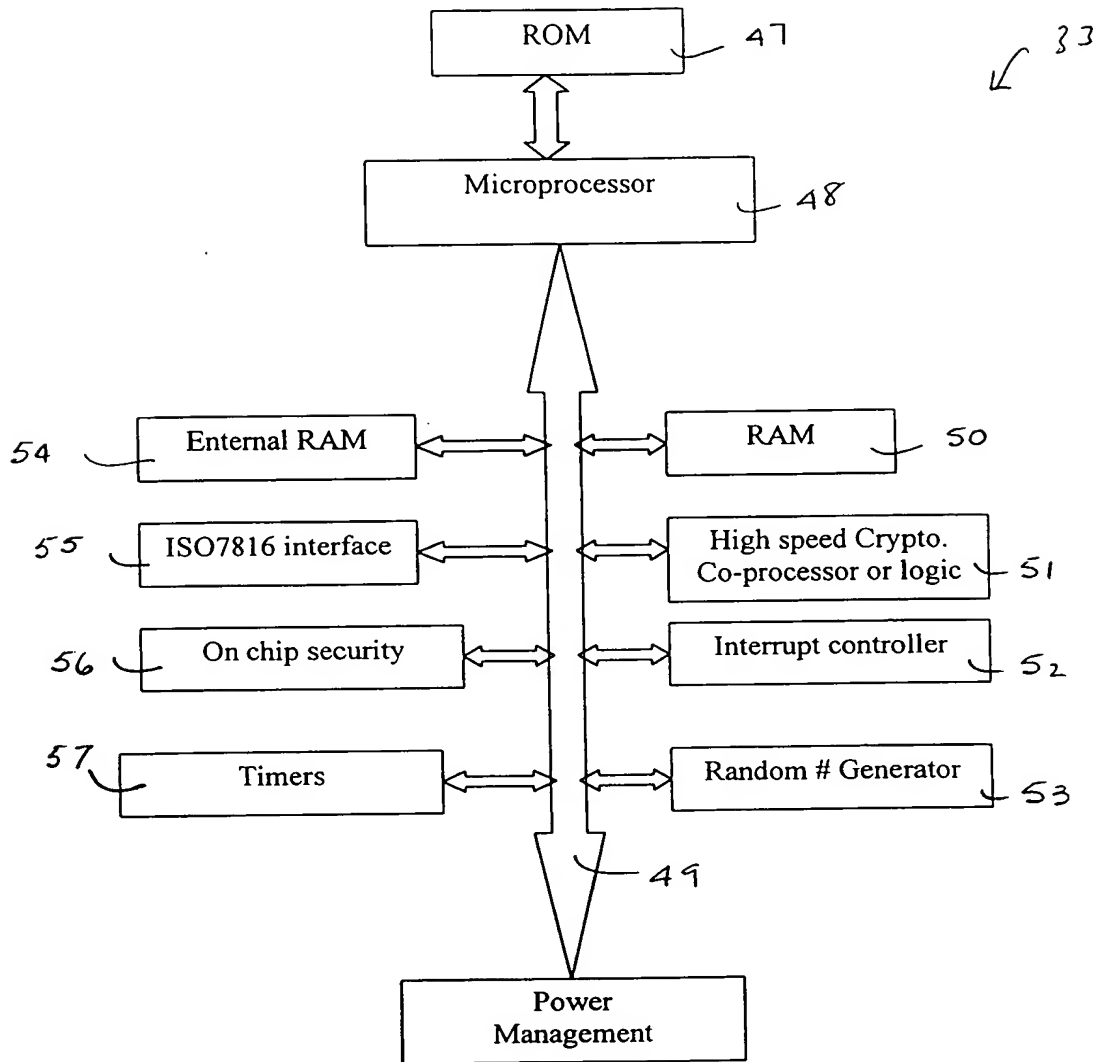 ROM
47
33
Microprocessor
48
Enternal RAM
54
RAM
50
ISO7816 interface
55
High speed Crypto.
Co-processor or logic
51
On chip security
56
Interrupt controller
52
Timers
57
Random # Generator
53
49
Power
Management